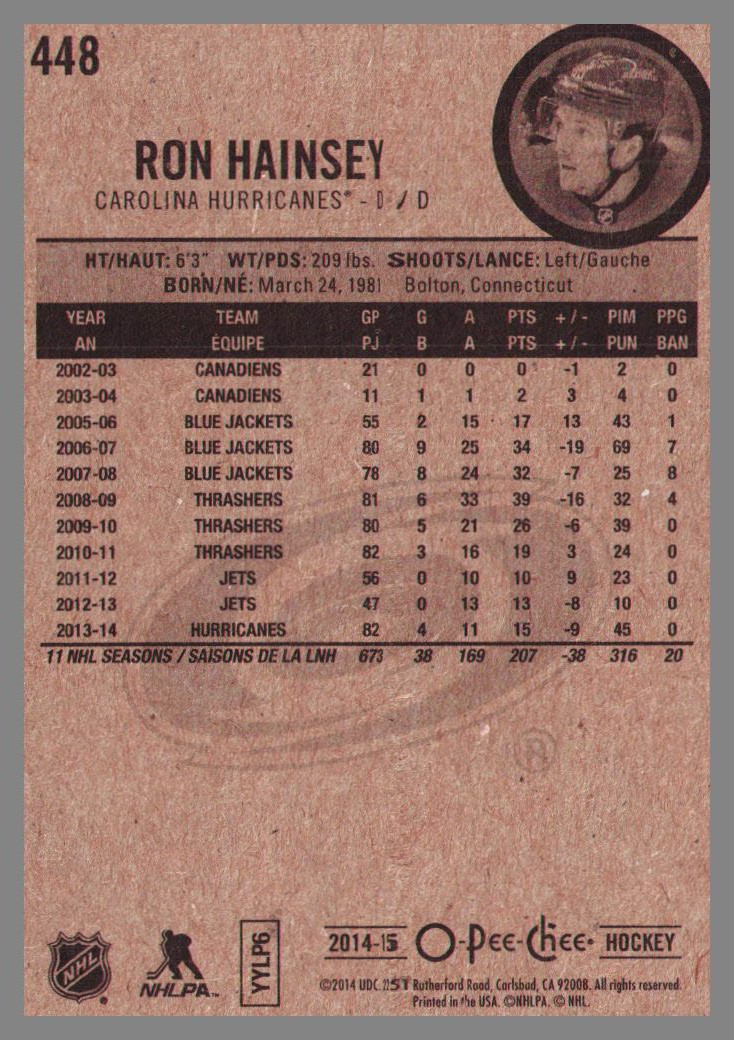 448
RON HAINSEY
CAROLINA HURRICANES® - D / D
HT/HAUT: 6'3" WT/PDS: 209 lbs. SHOOTS/LANCE: Left/Gauche
BORN/NÉ: March 24, 1981 Bolton, Connecticut
YEAR TEAM GP G A PTS +/- PIM PPG
AN ÉQUIPE PJ B A PTS +/- PUN BAN
2002-03 CANADIENS 21 0 0 0 -1 2 0
2003-04 CANADIENS 11 1 1 2 3 4 0
2005-06 BLUE JACKETS 55 2 15 17 13 43 1
2006-07 BLUE JACKETS 80 9 25 34 -19 69 7
2007-08 BLUE JACKETS 78 8 24 32 -7 25 8
2008-09 THRASHERS 81 6 33 39 -16 32 4
2009-10 THRASHERS 80 5 21 26 -6 39 0
2010-11 THRASHERS 82 3 16 19 3 24 0
2011-12 JETS 56 0 10 10 9 23 0
2012-13 JETS 47 0 13 13 -8 10 0
2013-14 HURRICANES 82 4 11 15 -9 45 0
11 NHL SEASONS / SAISONS DE LA LNH 673 38 169 207 -38 316 20
®
NHL ®
NHLPA™
YYLP6
2014-15 O-Pee-Chee® HOCKEY
©2014 UDC. Rutherford Road, Carlsbad, CA 92008. All rights reserved.
Printed in the USA. ©NHLPA. © NHL.